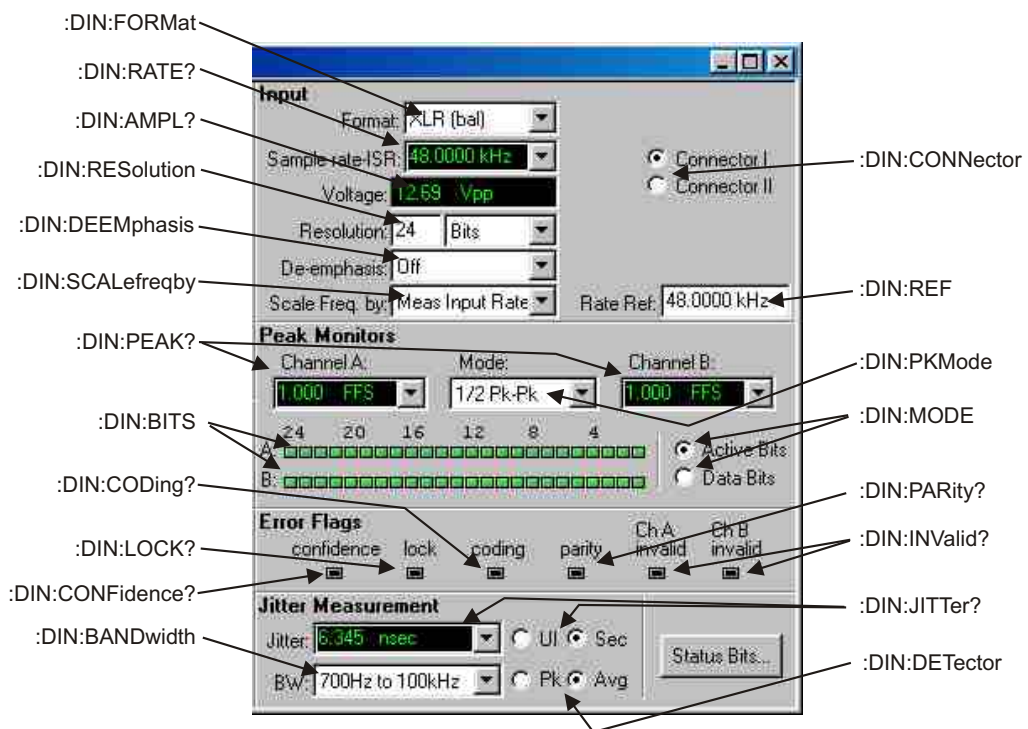 :DIN:FORMat
:DIN:RATE?
:DIN:AMPL?
:DIN:RESolution
:DIN:DEEMphasis
:DIN:SCALefreqby
:DIN:PEAK?
:DIN:BITS
:DIN:CODing?
:DIN:LOCK?
:DIN:CONFidence?
:DIN:BANDwidth
Input
Format: XLR (bal)
Sample rate-ISR: 48.0000 kHz
Connector I
Voltage: 12.69 Vpp
Connector II
Resolution: 24 Bits
De-emphasis: Off
Scale Freq. by: Meas Input Rate Rate Ref: 48.0000 kHz
Peak Monitors
Channel A: Mode: Channel B:
1.000 FFS 1/2 Pk-Pk 1.000 FFS
24 20 16 12 8 4
A: Active Bits
B: Data Bits
Error Flags
confidence lock coding parity Ch A invalid Ch B invalid
Jitter Measurement
Jitter: 6.345 nsec UI Sec
BW: 700Hz to 100kHz Pk Avg
Status Bits...
:DIN:CONNector
:DIN:REF
:DIN:PKMode
:DIN:MODE
:DIN:PARity?
:DIN:INValid?
:DIN:JITTer?
:DIN:DETector